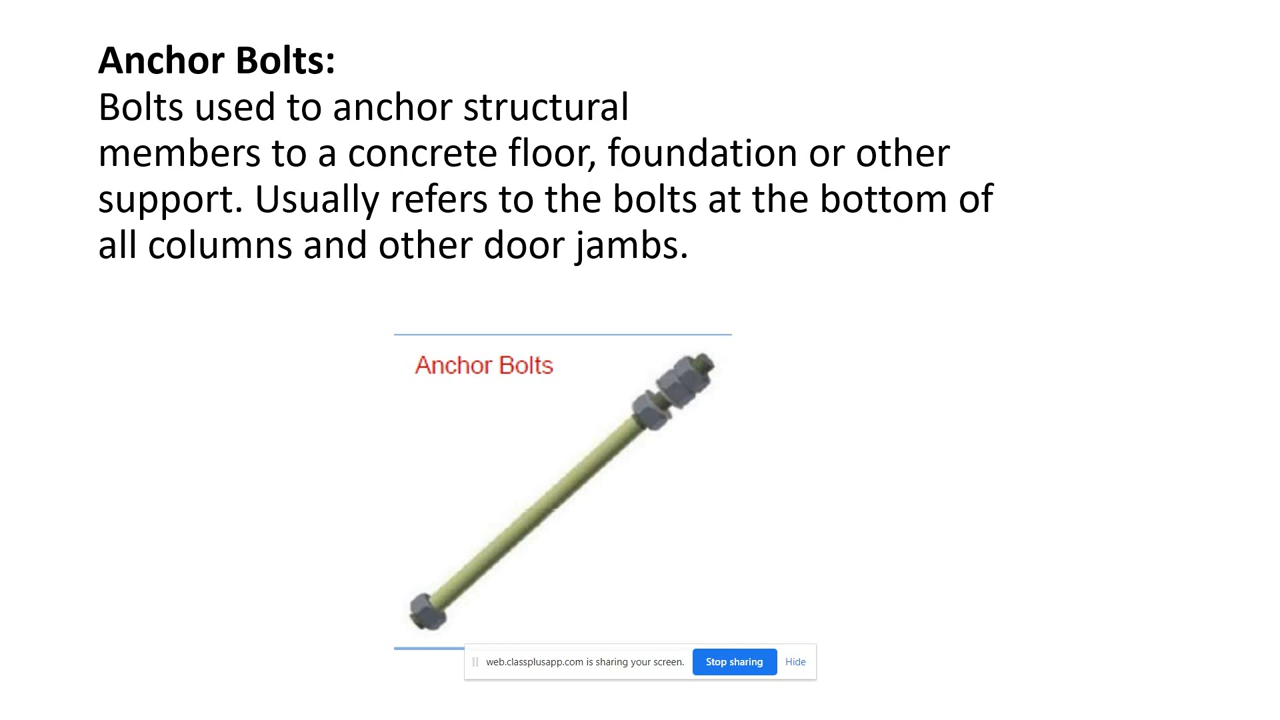 Anchor Bolts:
Bolts used to anchor structural
members to a concrete floor, foundation or other
support. Usually refers to the bolts at the bottom of
all columns and other door jambs.
Anchor Bolts
web.classplusapp.com is sharing your screen.
Stop sharing
Hide